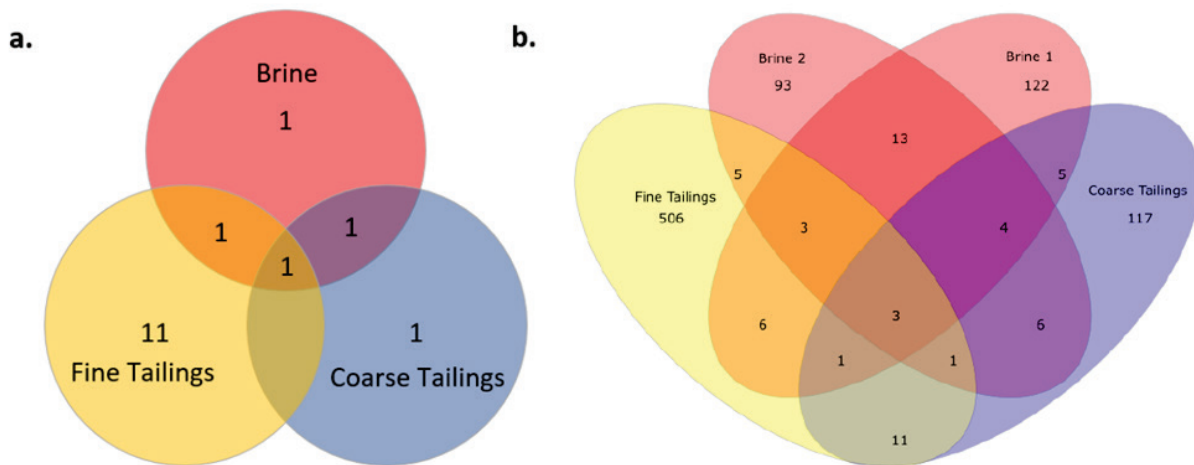 a.
Brine
1
1
1
1
11
Fine Tailings
1
Coarse Tailings
b.
Brine 2
93
Brine 1
122
13
5
5
Fine Tailings
506
Coarse Tailings
117
3
4
6
3
6
1
1
11